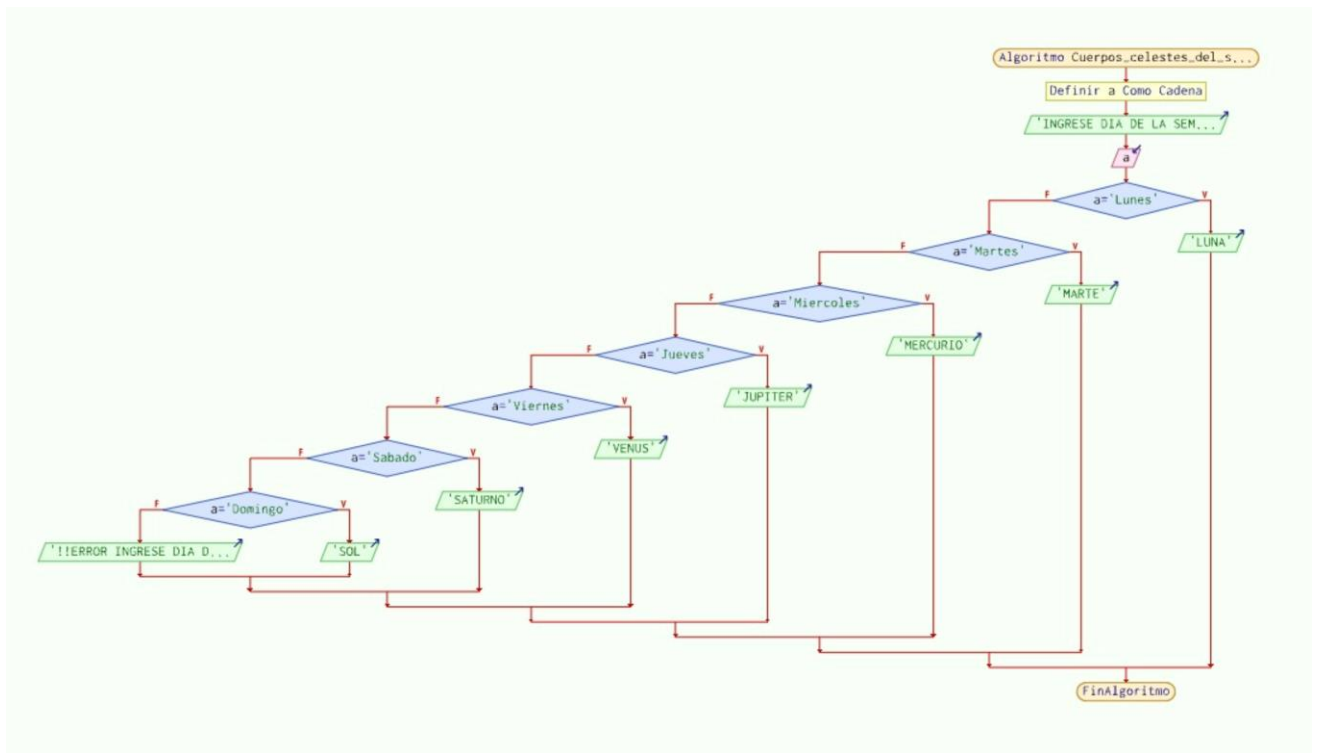 Algoritmo Cuerpos_celestes_del_s...
Definir a Como Cadena
'INGRESE DIA DE LA SEM...
a
F
a='Lunes'
V
'LUNA'
F
a='Martes'
V
'MARTE'
F
a='Miercoles'
V
'MERCURIO'
F
a='Jueves'
V
'JUPITER'
F
a='Viernes'
V
'VENUS'
F
a='Sabado'
V
'SATURNO'
F
a='Domingo'
V
'!!ERROR INGRESE DIA D...
'SOL'
FinAlgoritmo